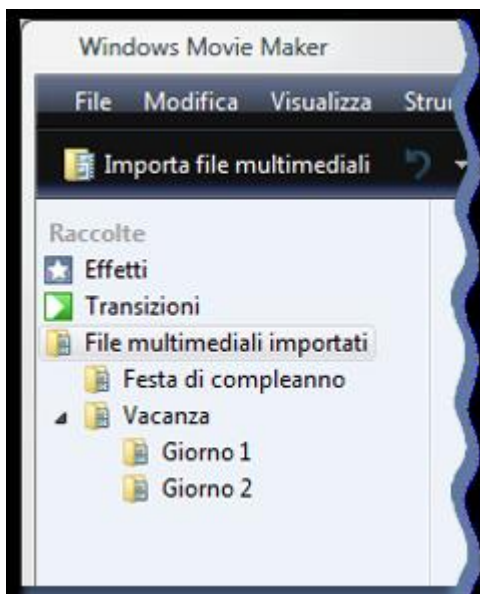 Windows Movie Maker
File Modifica Visualizza
Importa file multimediali
Raccolte
Effetti
Transizioni
File multimediali importati
Festa di compleanno
Vacanza
Giorno 1
Giorno 2